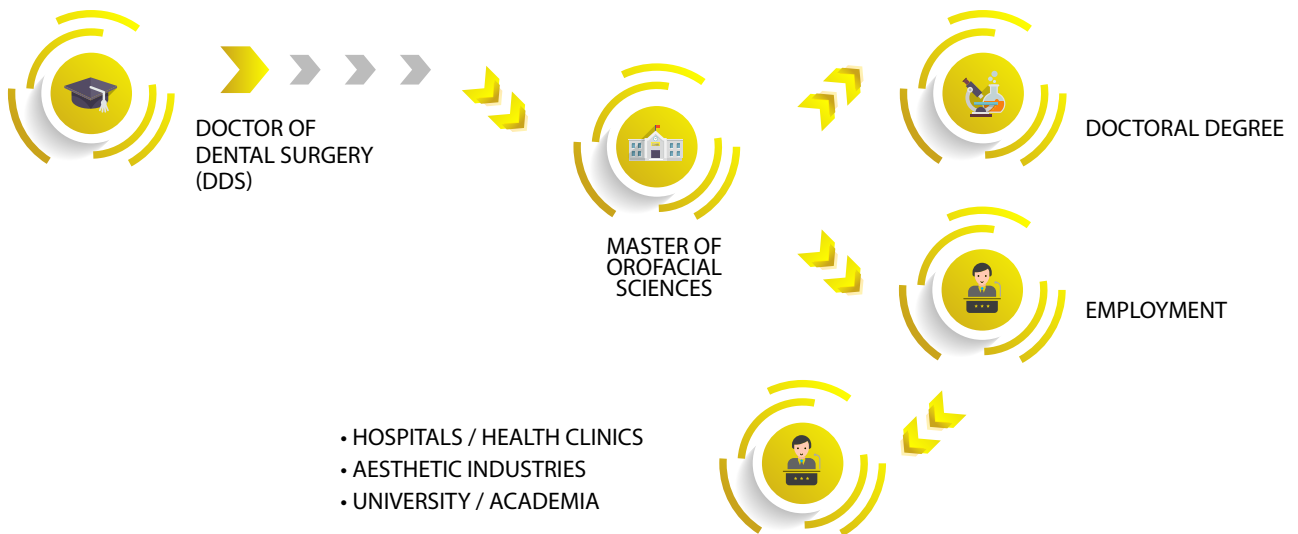 DOCTOR OF
DENTAL SURGERY
(DDS)
MASTER OF
OROFACIAL
SCIENCES
DOCTORAL DEGREE
EMPLOYMENT
• HOSPITALS / HEALTH CLINICS
• AESTHETIC INDUSTRIES
• UNIVERSITY / ACADEMIA